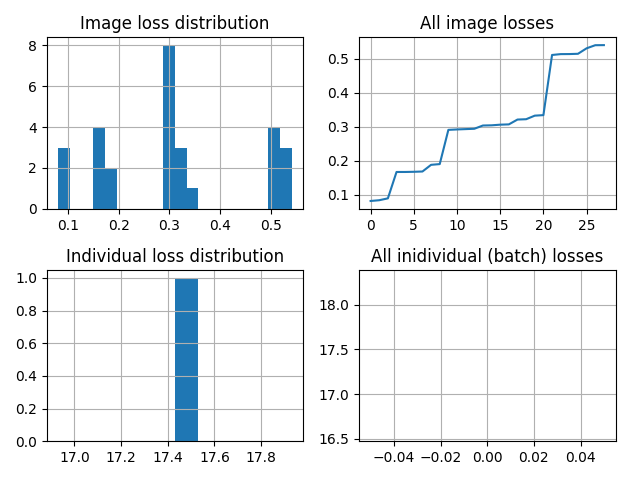 Image loss distribution
8
6
4
2
0
0.1 0.2 0.3 0.4 0.5
All image losses
0.5
0.4
0.3
0.2
0.1
0 5 10 15 20 25
Individual loss distribution
1.0
0.8
0.6
0.4
0.2
0.0
17.0 17.2 17.4 17.6 17.8
All inidividual (batch) losses
18.0
17.5
17.0
16.5
−0.04 −0.02 0.00 0.02 0.04